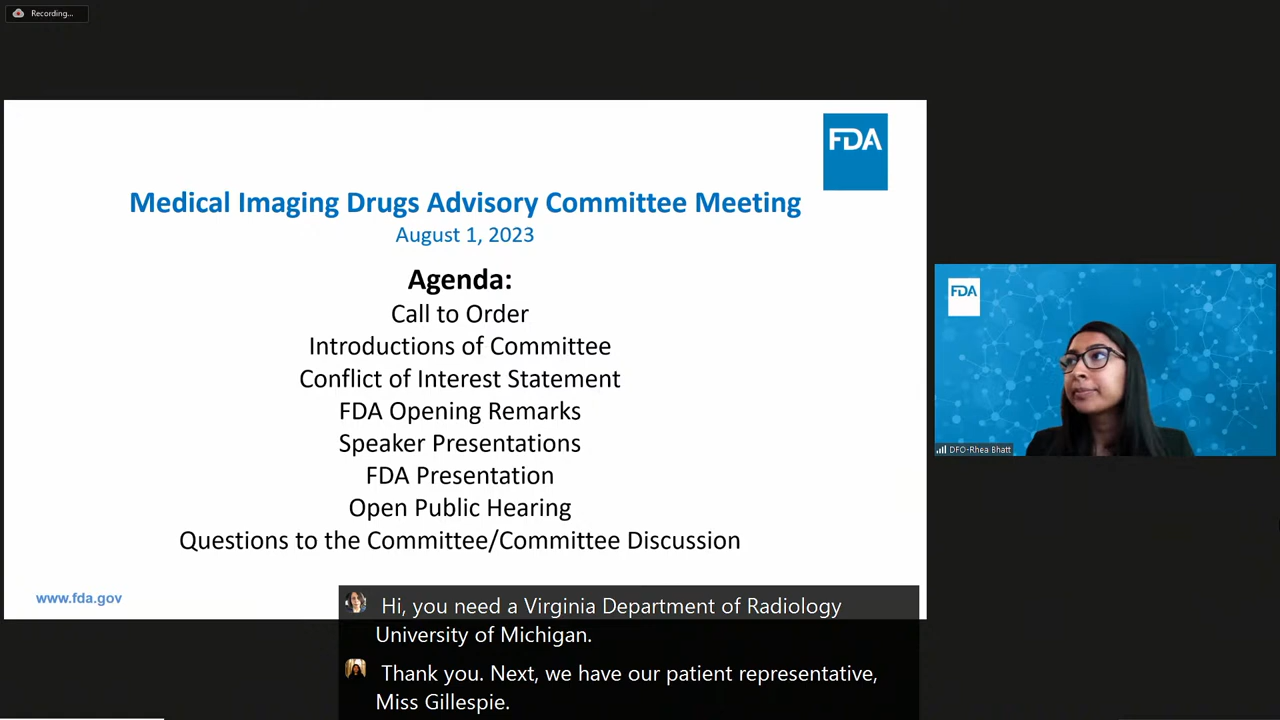 Recording...
FDA
Medical Imaging Drugs Advisory Committee Meeting
August 1, 2023
Agenda:
Call to Order
Introductions of Committee
Conflict of Interest Statement
FDA Opening Remarks
Speaker Presentations
FDA Presentation
Open Public Hearing
Questions to the Committee/Committee Discussion
www.fda.gov
FDA
DFO-Rhea Bhatt
Hi, you need a Virginia Department of Radiology
University of Michigan.
Thank you. Next, we have our patient representative,
Miss Gillespie.